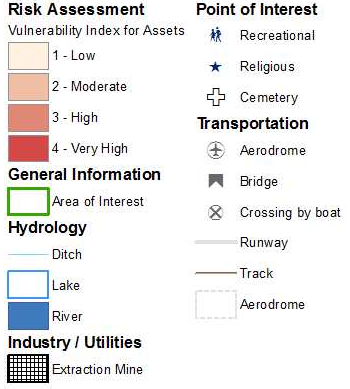 Risk Assessment
Vulnerability Index for Assets
1 - Low
2 - Moderate
3 - High
4 - Very High
General Information
Area of Interest
Hydrology
Ditch
Lake
River
Industry / Utilities
Extraction Mine
Point of Interest
Recreational
Religious
Cemetery
Transportation
Aerodrome
Bridge
Crossing by boat
Runway
Track
Aerodrome